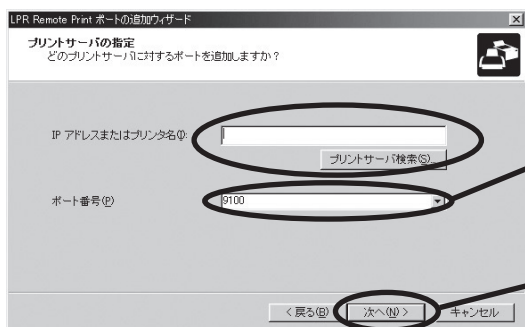 LPR Remote Print ポートの追加ウィザード
プリントサーバの指定
どのプリントサーバに対するポートを追加しますか?
IP アドレスまたはプリンタ名(I):
プリントサーバ検索(S)...
ポート番号(P)
9100
< 戻る(B)
次へ(N) >
キャンセル